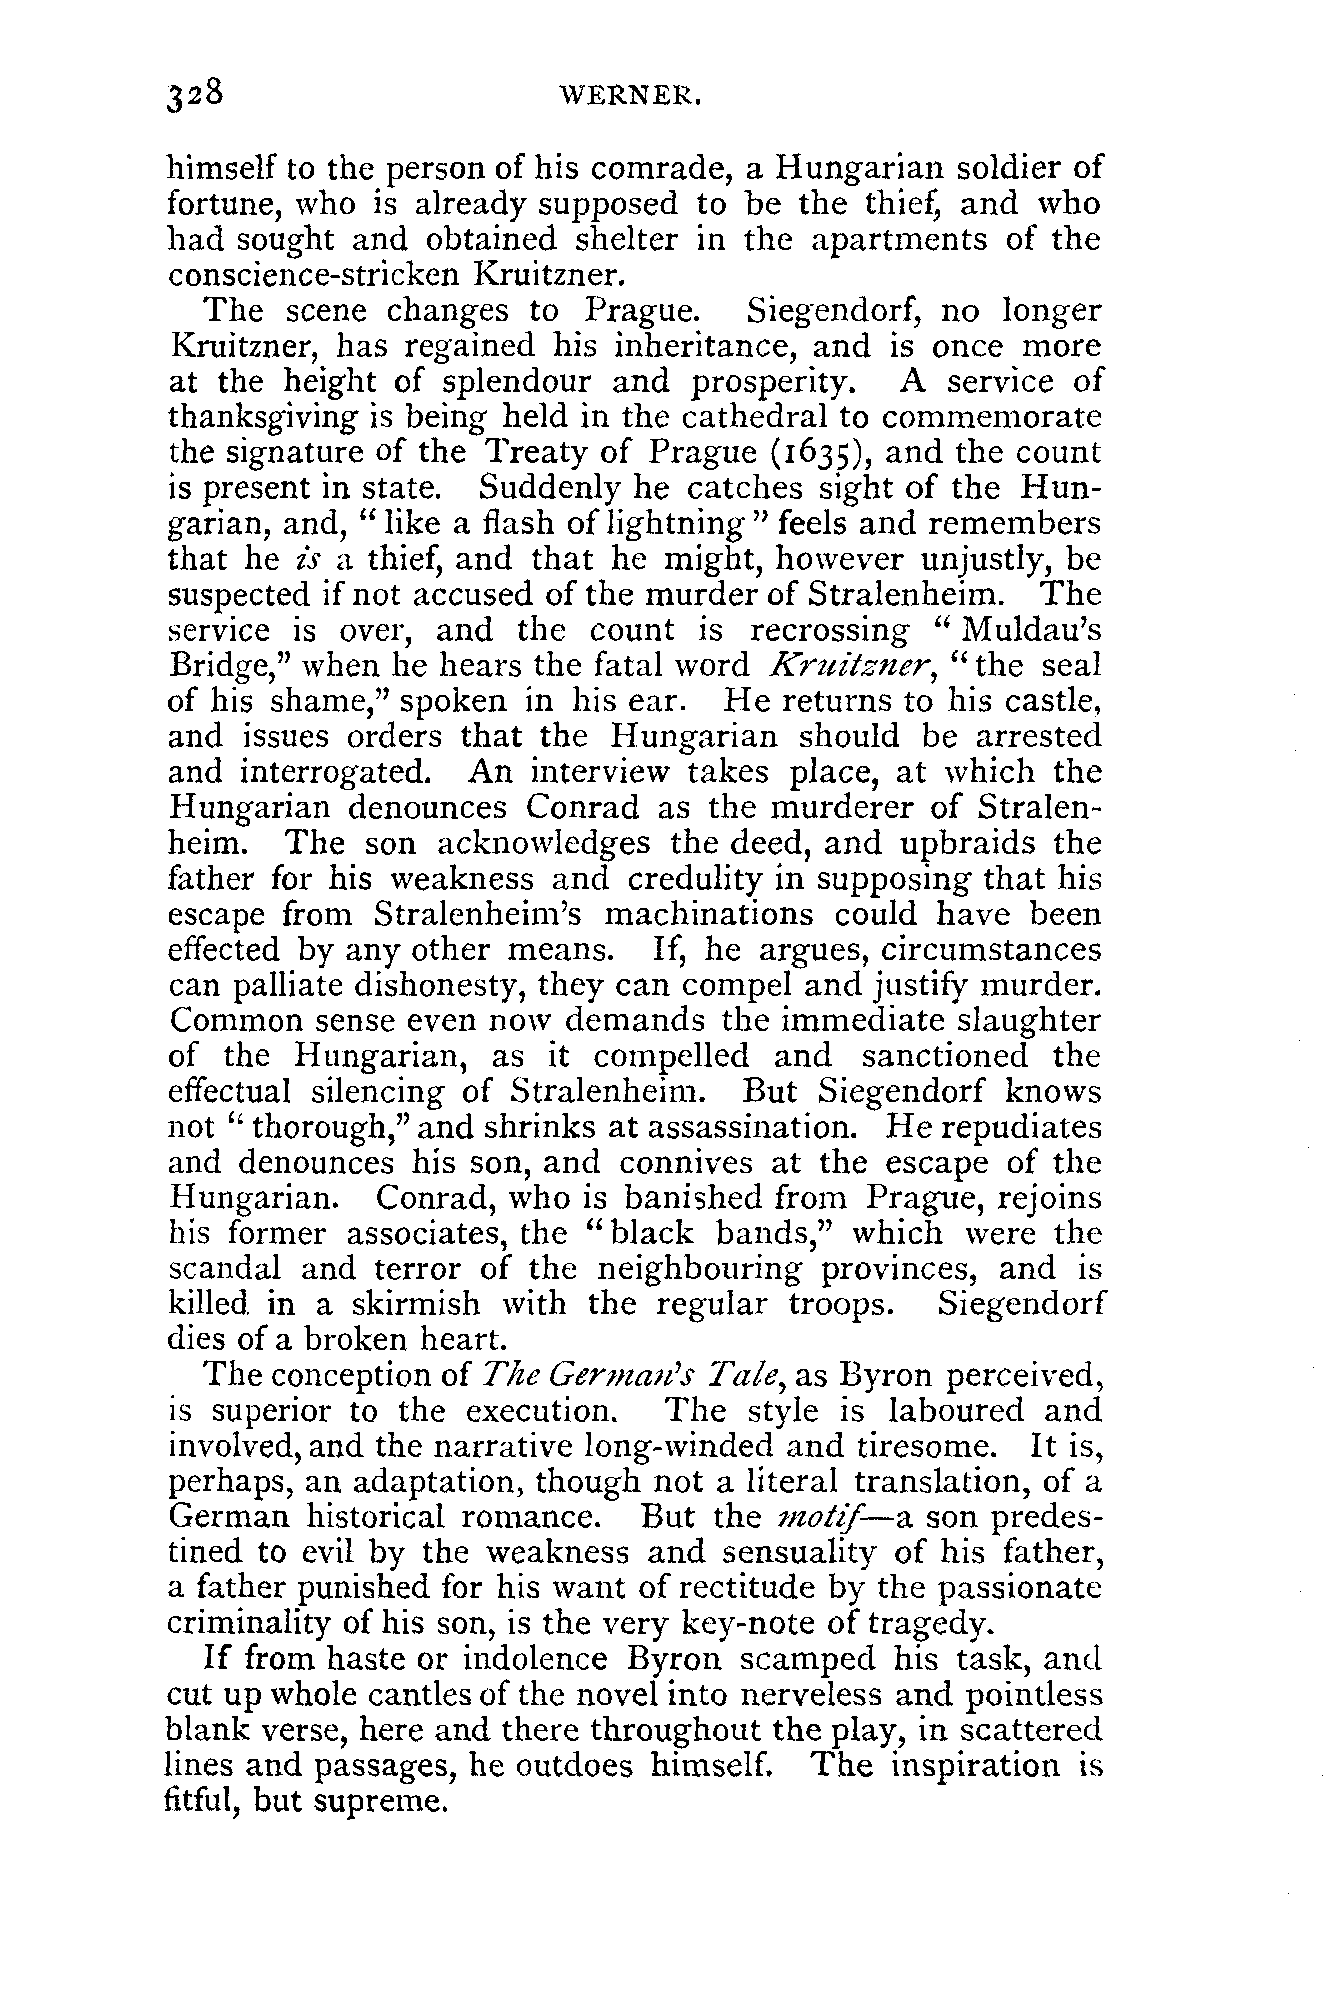 328 WERNER.
himself to the person of his comrade, a Hungarian soldier of
fortune, who is already supposed to be the thief, and who
had sought and obtained shelter in the apartments of the
conscience-stricken Kruitzner.
The scene changes to Prague. Siegendorf, no longer
Kruitzner, has regained his inheritance, and is once more
at the height of splendour and prosperity. A service of
thanksgiving is being held in the cathedral to commemorate
the signature of the Treaty of Prague (1635), and the count
is present in state. Suddenly he catches sight of the Hun-
garian, and, "like a flash of lightning" feels and remembers
that he is a thief, and that he might, however unjustly, be
suspected if not accused of the murder of Stralenheim. The
service is over, and the count is recrossing "Muldau's
Bridge," when he hears the fatal word Kruitzner, "the seal
of his shame," spoken in his ear. He returns to his castle,
and issues orders that the Hungarian should be arrested
and interrogated. An interview takes place, at which the
Hungarian denounces Conrad as the murderer of Stralen-
heim. The son acknowledges the deed, and upbraids the
father for his weakness and credulity in supposing that his
escape from Stralenheim's machinations could have been
effected by any other means. If, he argues, circumstances
can palliate dishonesty, they can compel and justify murder.
Common sense even now demands the immediate slaughter
of the Hungarian, as it compelled and sanctioned the
effectual silencing of Stralenheim. But Siegendorf knows
not "thorough," and shrinks at assassination. He repudiates
and denounces his son, and connives at the escape of the
Hungarian. Conrad, who is banished from Prague, rejoins
his former associates, the "black bands," which were the
scandal and terror of the neighbouring provinces, and is
killed in a skirmish with the regular troops. Siegendorf
dies of a broken heart.
The conception of The German's Tale, as Byron perceived,
is superior to the execution. The style is laboured and
involved, and the narrative long-winded and tiresome. It is,
perhaps, an adaptation, though not a literal translation, of a
German historical romance. But the motif—a son predes-
tined to evil by the weakness and sensuality of his father,
a father punished for his want of rectitude by the passionate
criminality of his son, is the very key-note of tragedy.
If from haste or indolence Byron scamped his task, and
cut up whole cantles of the novel into nerveless and pointless
blank verse, here and there throughout the play, in scattered
lines and passages, he outdoes himself. The inspiration is
fitful, but supreme.